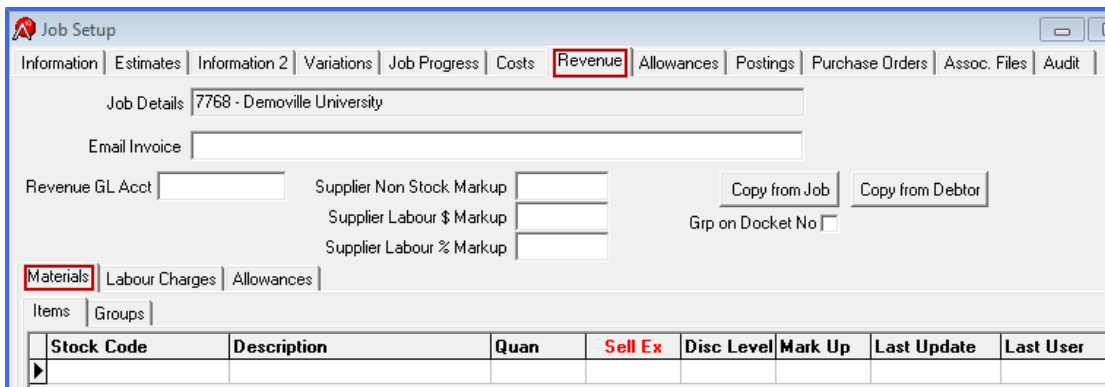 Job Setup
Information Estimates Information 2 Variations Job Progress Costs Revenue Allowances Postings Purchase Orders Assoc. Files Audit
Job Details 7768 - Demoville University
Email Invoice
Revenue GL Acct Supplier Non Stock Markup Copy from Job Copy from Debtor
Supplier Labour $ Markup Grp on Docket No
Supplier Labour % Markup
Materials Labour Charges Allowances
Items Groups
Stock Code Description Quan Sell Ex Disc Level Mark Up Last Update Last User